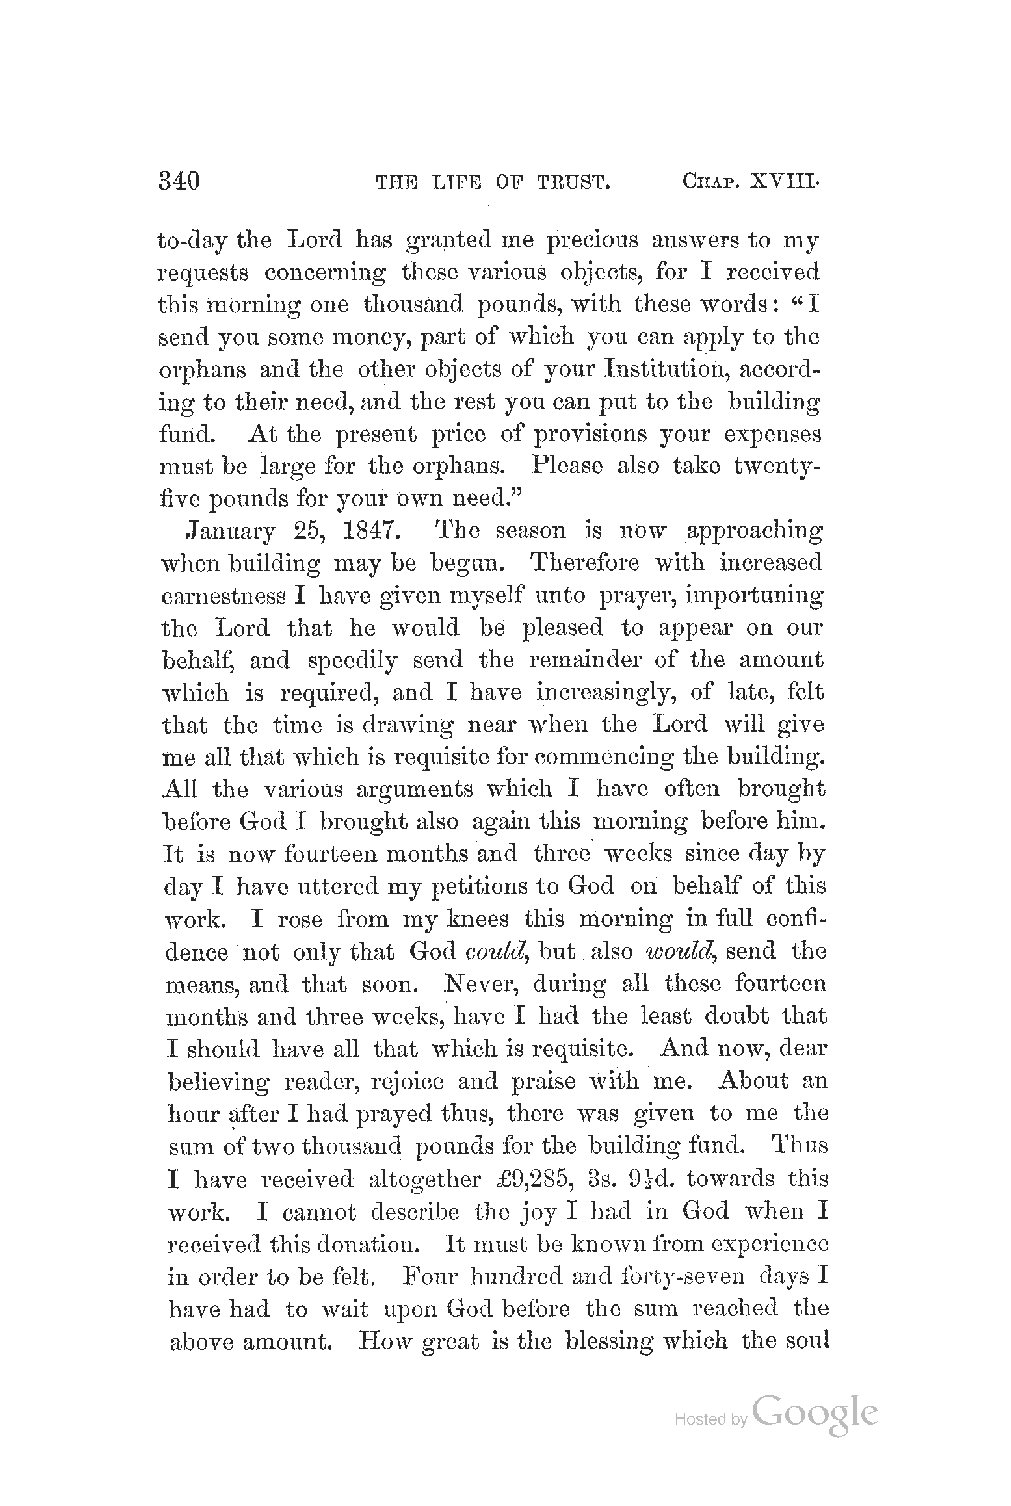 340 THE LIFE OF TRUST. CHAP. XVIII.
to-day the Lord has granted me precious answers to my
requests concerning these various objects, for I received
this morning one thousand pounds, with these words: “I
send you some money, part of which you can apply to the
orphans and the other objects of your Institution, accord-
ing to their need, and the rest you can put to the building
fund. At the present price of provisions your expenses
must be large for the orphans. Please also take twenty-
five pounds for your own need.”
January 25, 1847. The season is now approaching
when building may be begun. Therefore with increased
earnestness I have given myself unto prayer, importuning
the Lord that he would be pleased to appear on our
behalf, and speedily send the remainder of the amount
which is required, and I have increasingly, of late, felt
that the time is drawing near when the Lord will give
me all that which is requisite for commencing the building.
All the various arguments which I have often brought
before God I brought also again this morning before him.
It is now fourteen months and three weeks since day by
day I have uttered my petitions to God on behalf of this
work. I rose from my knees this morning in full confi-
dence not only that God could, but also would, send the
means, and that soon. Never, during all these fourteen
months and three weeks, have I had the least doubt that
I should have all that which is requisite. And now, dear
believing reader, rejoice and praise with me. About an
hour after I had prayed thus, there was given to me the
sum of two thousand pounds for the building fund. Thus
I have received altogether £9,285, 3s. 9½d. towards this
work. I cannot describe the joy I had in God when I
received this donation. It must be known from experience
in order to be felt. Four hundred and forty-seven days I
have had to wait upon God before the sum reached the
above amount. How great is the blessing which the soul
Hosted by Google